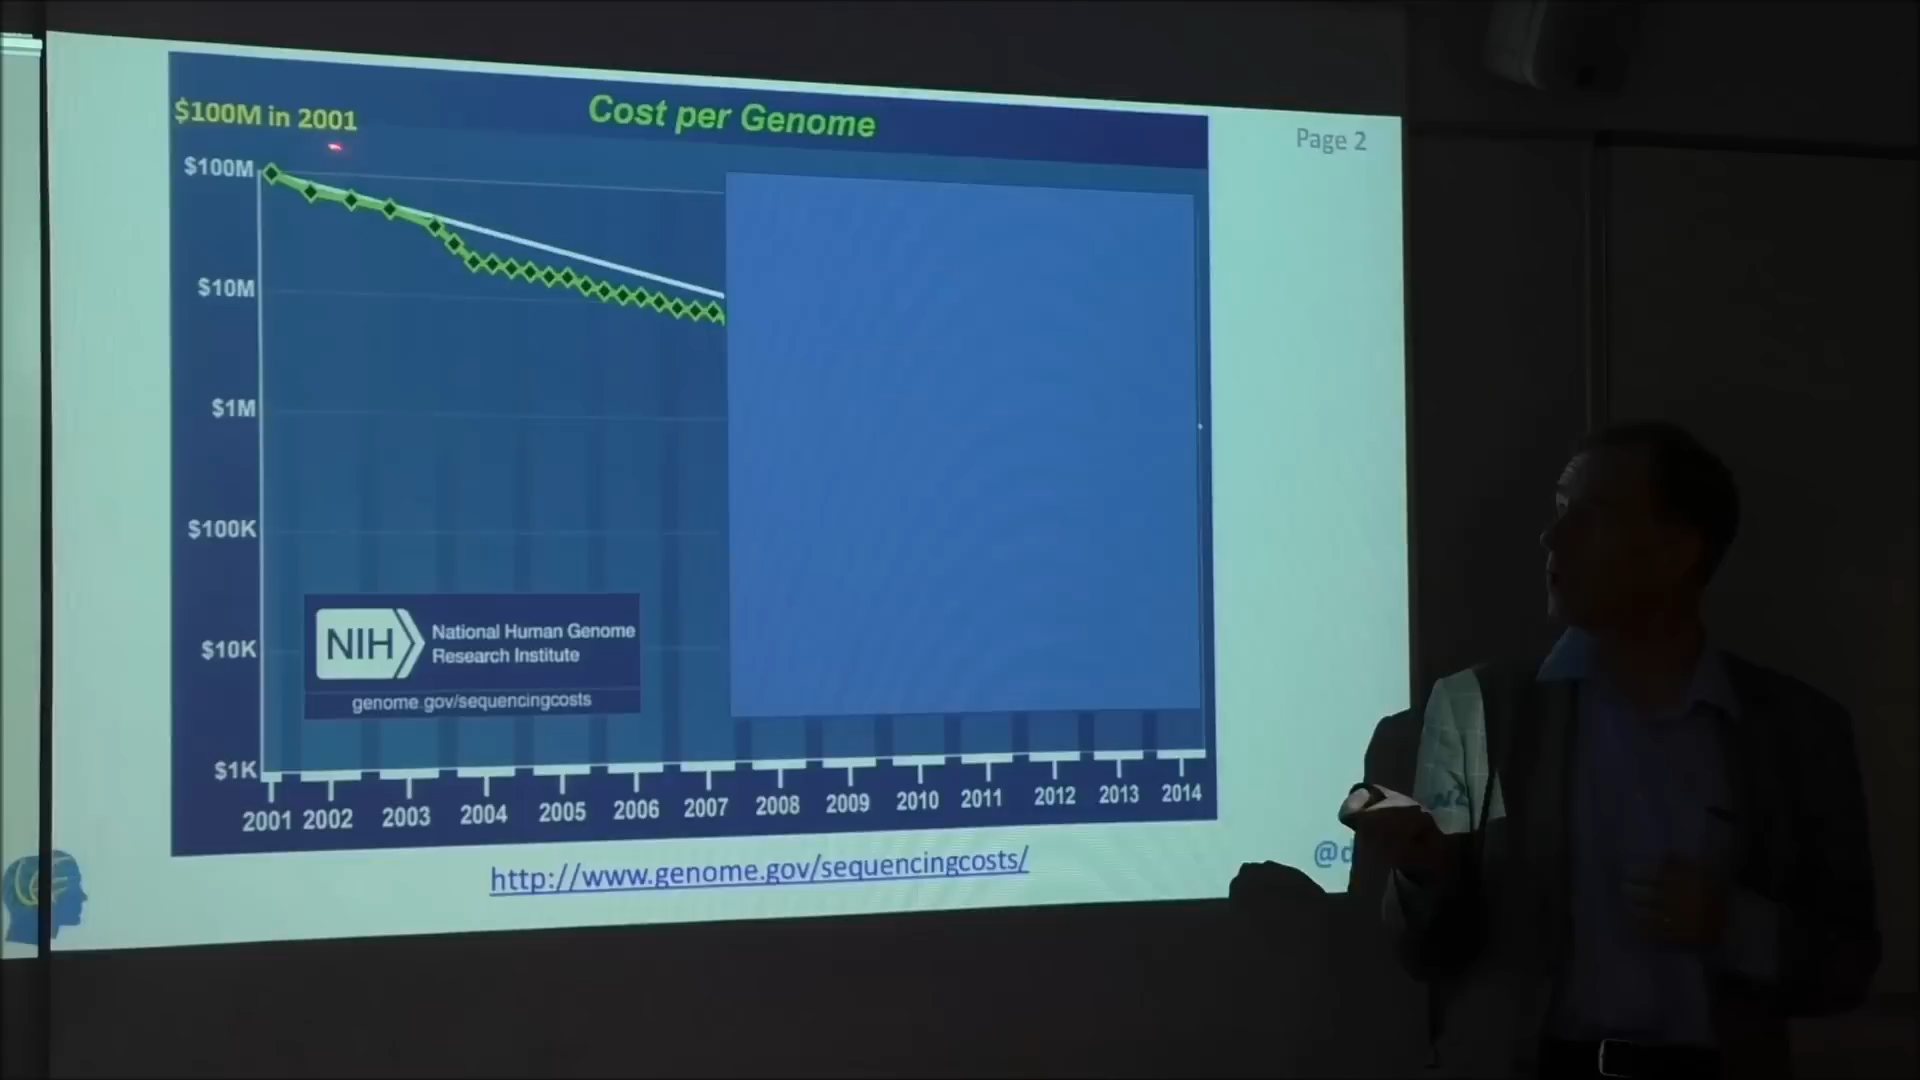 $100M in 2001
Cost per Genome
Page 2
$100M
$10M
$1M
$100K
$10K
$1K
NIH
National Human Genome
Research Institute
genome.gov/sequencingcosts
2001 2002 2003 2004 2005 2006 2007 2008 2009 2010 2011 2012 2013 2014
http://www.genome.gov/sequencingcosts/